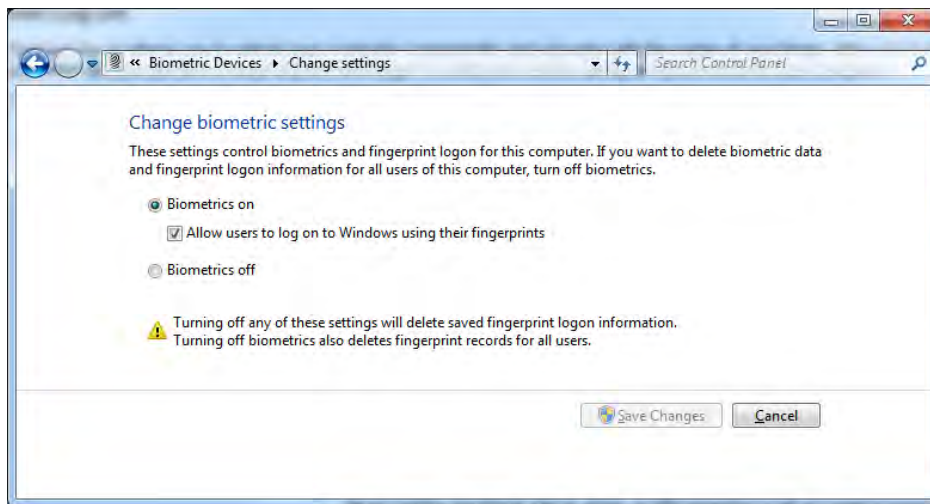 « Biometric Devices ▸ Change settings
Search Control Panel
Change biometric settings
These settings control biometrics and fingerprint logon for this computer. If you want to delete biometric data
and fingerprint logon information for all users of this computer, turn off biometrics.
Biometrics on
Allow users to log on to Windows using their fingerprints
Biometrics off
Turning off any of these settings will delete saved fingerprint logon information.
Turning off biometrics also deletes fingerprint records for all users.
Save Changes
Cancel